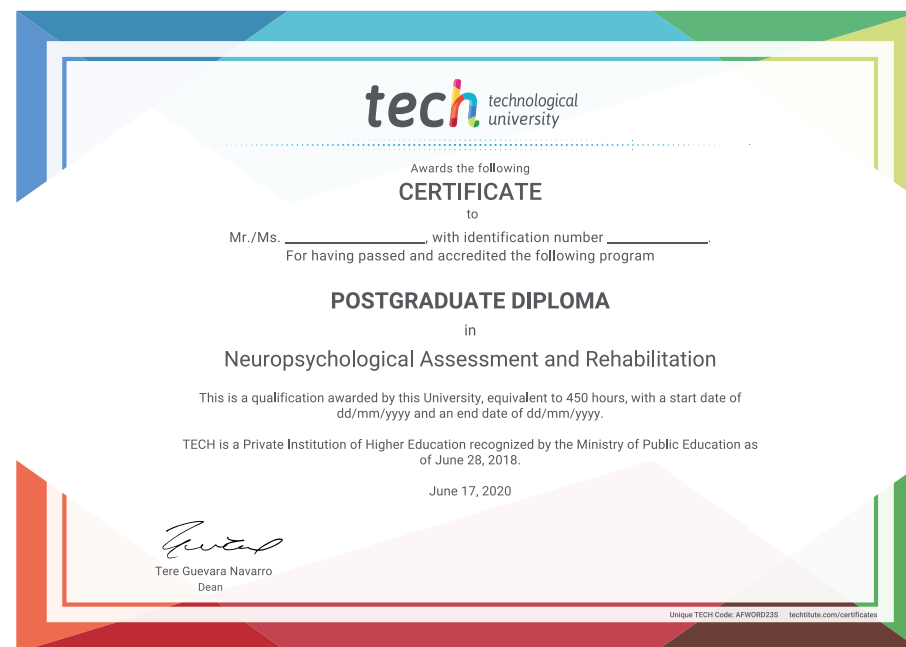 tech technological
university
Awards the following
CERTIFICATE
to
Mr./Ms. ____________________, with identification number ______________.
For having passed and accredited the following program
POSTGRADUATE DIPLOMA
in
Neuropsychological Assessment and Rehabilitation
This is a qualification awarded by this University, equivalent to 450 hours, with a start date of
dd/mm/yyyy and an end date of dd/mm/yyyy.
TECH is a Private Institution of Higher Education recognized by the Ministry of Public Education as
of June 28, 2018.
June 17, 2020
Tere Guevara Navarro
Dean
Unique TECH Code: AFWORD23S techtitute.com/certificates